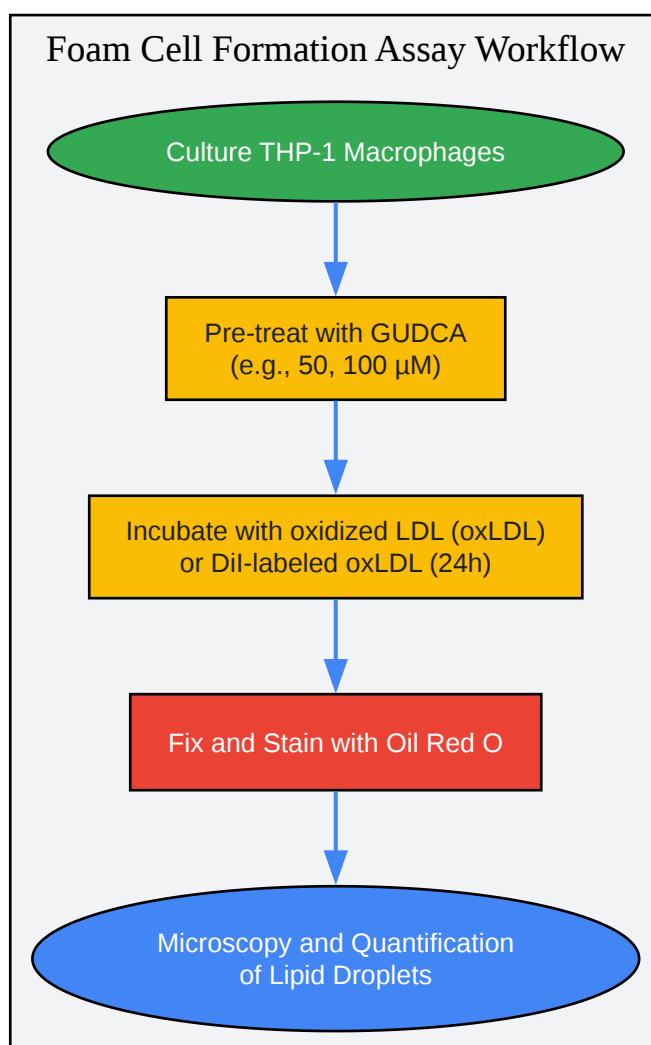 Foam Cell Formation Assay Workflow
Culture THP-1 Macrophages
Pre-treat with GUDCA
(e.g., 50, 100 µM)
Incubate with oxidized LDL (oxLDL)
or DiI-labeled oxLDL (24h)
Fix and Stain with Oil Red O
Microscopy and Quantification
of Lipid Droplets